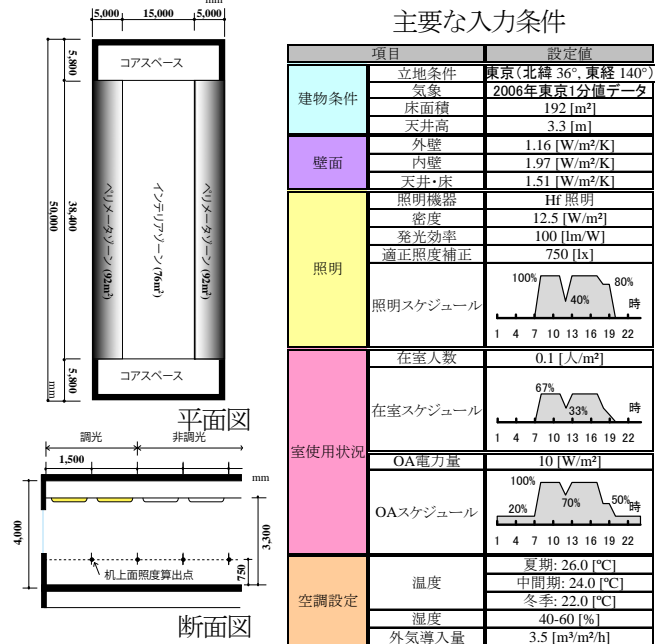 mm
5,000
15,000
5,000
5,800
コアスペース
ペリメータゾーン (92m²)
インテリアゾーン (76m²)
ペリメータゾーン (92m²)
38,400
50,000
コアスペース
5,800
mm
平面図
調光
非調光
1,500
mm
4,000
3,300
750
机上面照度算出点
断面図
主要な入力条件
項目 設定値
建物条件
立地条件 東京(北緯 36°, 東経 140°)
気象 2006年東京1分値データ
床面積 192 [m²]
天井高 3.3 [m]
壁面
外壁 1.16 [W/m²/K]
内壁 1.97 [W/m²/K]
天井・床 1.51 [W/m²/K]
照明
照明機器 Hf 照明
密度 12.5 [W/m²]
発光効率 100 [lm/W]
適正照度補正 750 [lx]
照明スケジュール
100%
80%
40%
時
1 4 7 10 13 16 19 22
室使用状況
在室人数 0.1 [人/m²]
在室スケジュール
67%
33%
時
1 4 7 10 13 16 19 22
OA電力量 10 [W/m²]
OAスケジュール
100%
20%
70%
50%
時
1 4 7 10 13 16 19 22
空調設定
温度
夏期: 26.0 [℃]
中間期: 24.0 [℃]
冬季: 22.0 [℃]
湿度 40-60 [%]
外気導入量 3.5 [m³/m²/h]